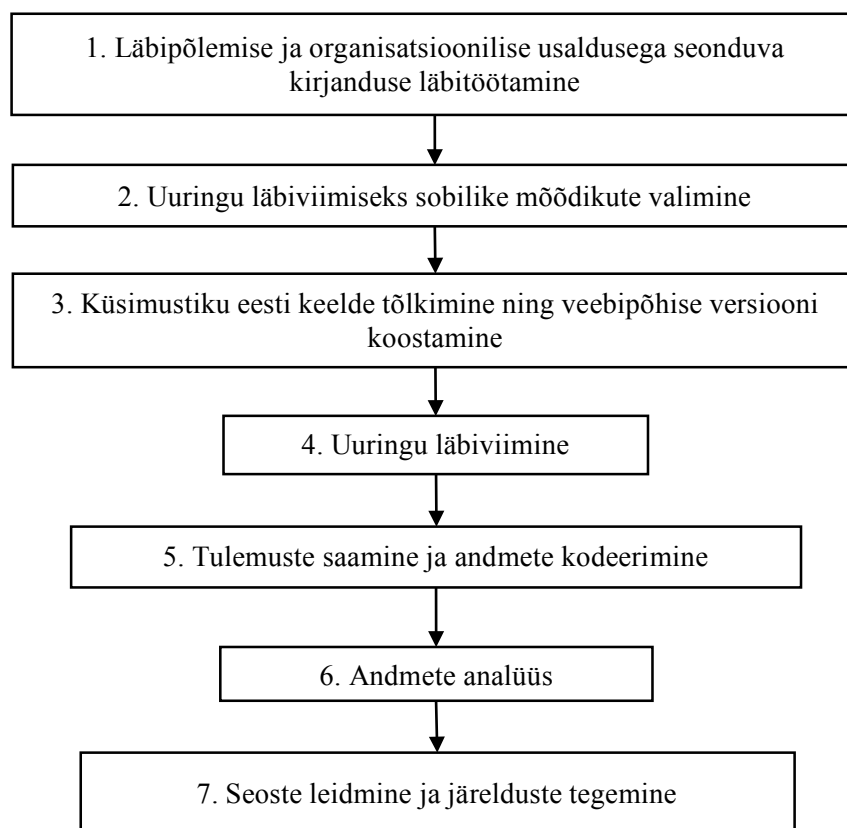 1. Läbipõlemise ja organisatsioonilise usaldusega seonduva
kirjanduse läbitöötamine
2. Uuringu läbiviimiseks sobilike mõõdikute valimine
3. Küsimustiku eesti keelde tõlkimine ning veebipõhise versiooni
koostamine
4. Uuringu läbiviimine
5. Tulemuste saamine ja andmete kodeerimine
6. Andmete analüüs
7. Seoste leidmine ja järelduste tegemine